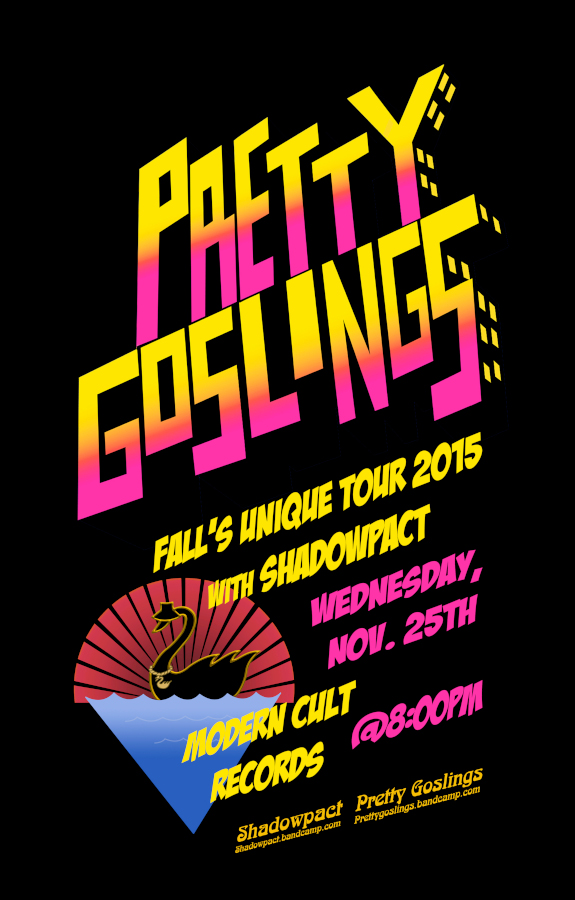 PRETTY
GOSLINGS
FALL'S UNIQUE TOUR 2015
WITH SHADOWPACT
WEDNESDAY,
NOV. 25TH
MODERN CULT
RECORDS
@8:00PM
Shadowpact
Shadowpact.bandcamp.com
Pretty Goslings
Prettygoslings.bandcamp.com